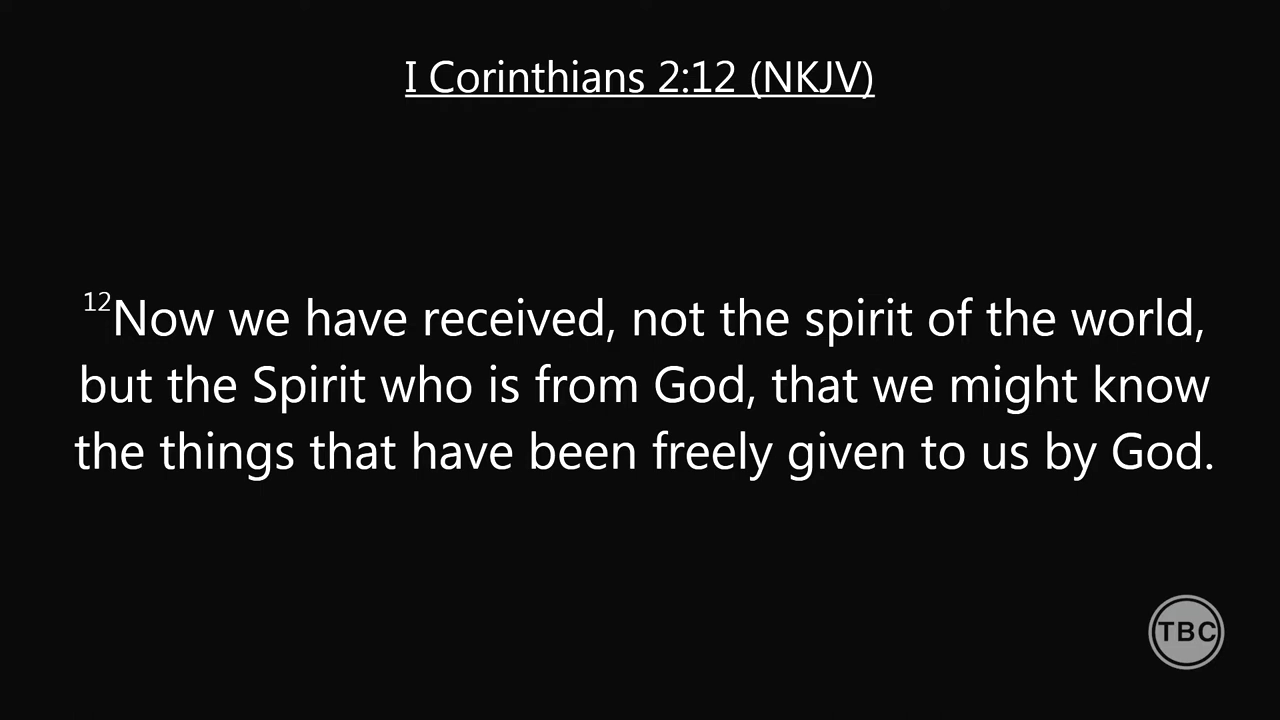 I Corinthians 2:12 (NKJV)
12Now we have received, not the spirit of the world,
but the Spirit who is from God, that we might know
the things that have been freely given to us by God.
TBC